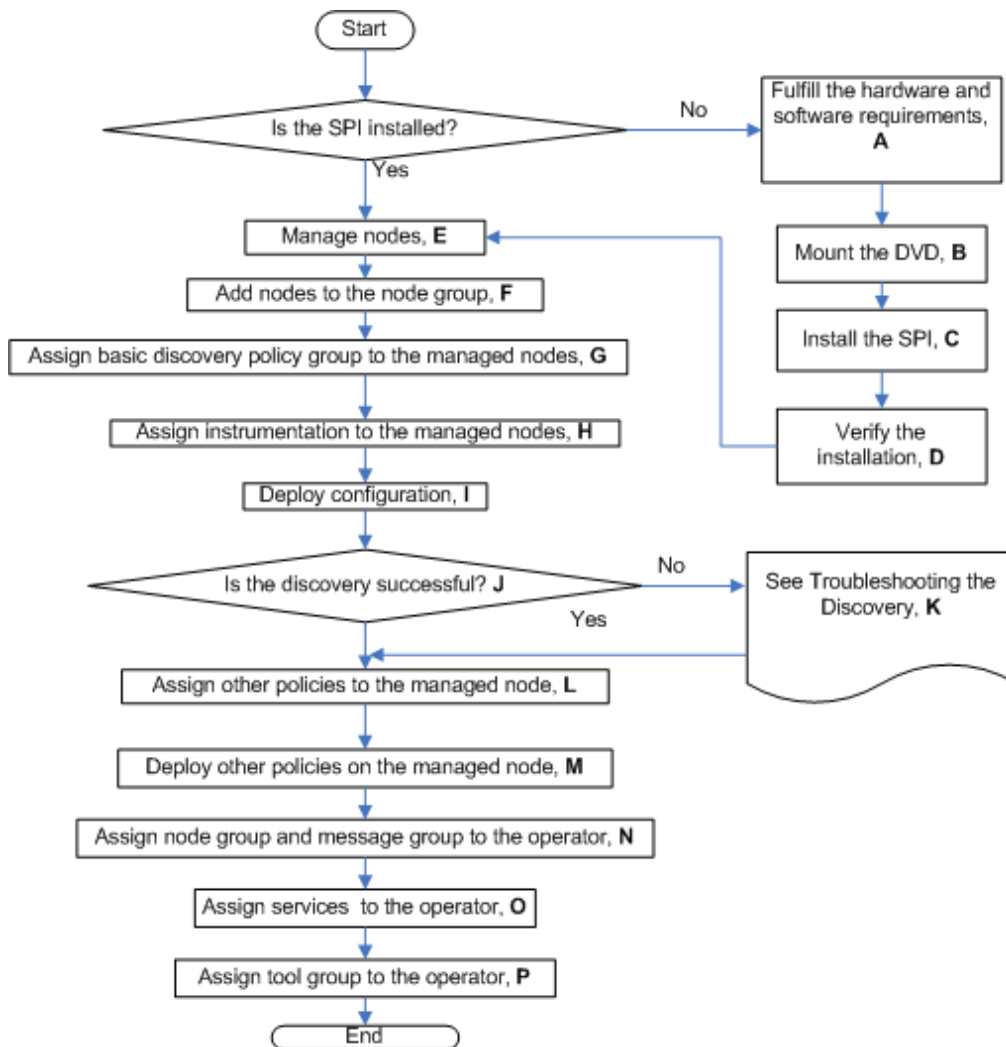 Start
Is the SPI installed?
No
Yes
Fulfill the hardware and
software requirements,
A
Mount the DVD, B
Install the SPI, C
Verify the
installation, D
Manage nodes, E
Add nodes to the node group, F
Assign basic discovery policy group to the managed nodes, G
Assign instrumentation to the managed nodes, H
Deploy configuration, I
Is the discovery successful? J
No
Yes
See Troubleshooting the
Discovery, K
Assign other policies to the managed node, L
Deploy other policies on the managed node, M
Assign node group and message group to the operator, N
Assign services to the operator, O
Assign tool group to the operator, P
End